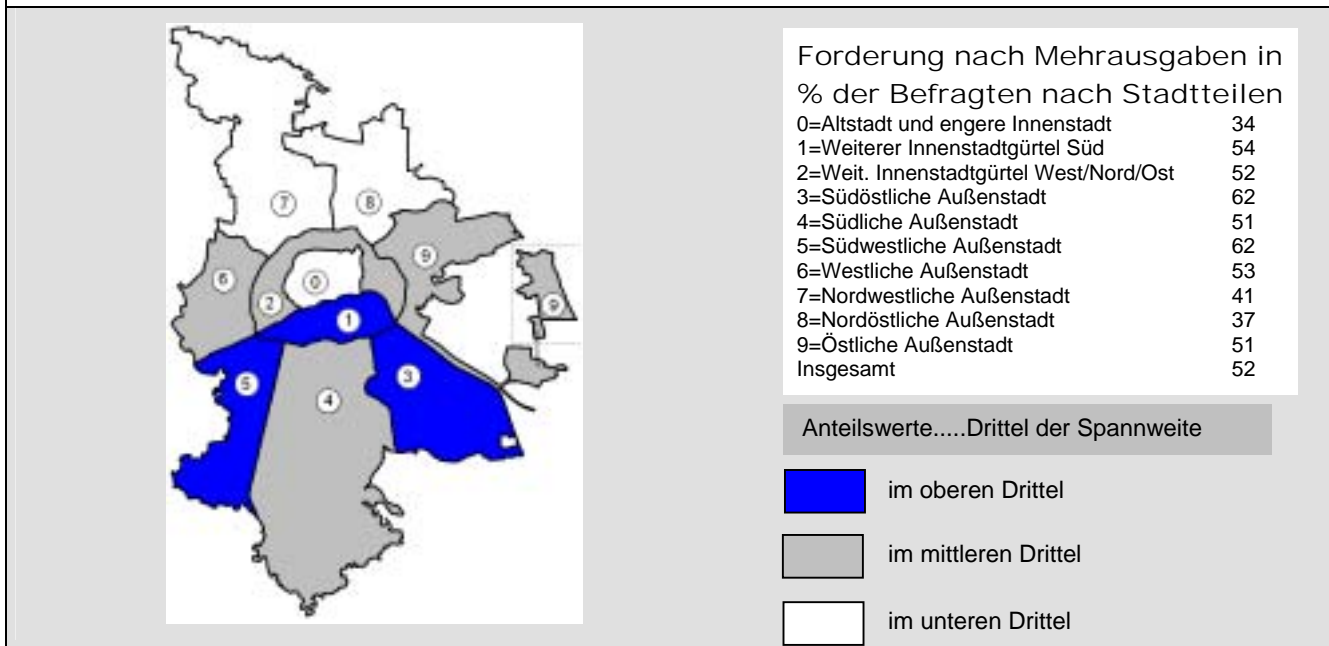 Forderung nach Mehrausgaben in
% der Befragten nach Stadtteilen
0=Altstadt und engere Innenstadt 34
1=Weiterer Innenstadtgürtel Süd 54
2=Weit. Innenstadtgürtel West/Nord/Ost 52
3=Südöstliche Außenstadt 62
4=Südliche Außenstadt 51
5=Südwestliche Außenstadt 62
6=Westliche Außenstadt 53
7=Nordwestliche Außenstadt 41
8=Nordöstliche Außenstadt 37
9=Östliche Außenstadt 51
Insgesamt 52
Anteilswerte.....Drittel der Spannweite
im oberen Drittel
im mittleren Drittel
im unteren Drittel
7
8
9
6
0
2
9
1
5
3
4